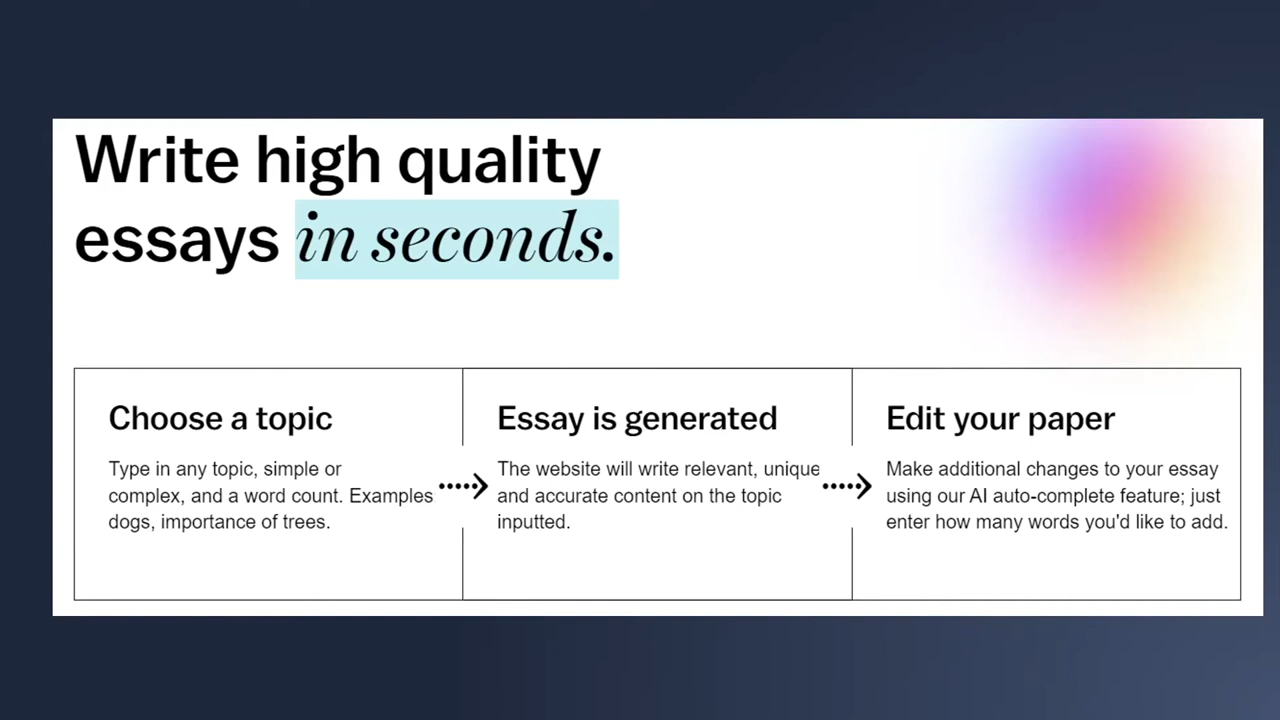 Write high quality
essays in seconds.
Choose a topic
Type in any topic, simple or
complex, and a word count. Examples
dogs, importance of trees.
Essay is generated
The website will write relevant, unique
and accurate content on the topic
inputted.
Edit your paper
Make additional changes to your essay
using our AI auto-complete feature; just
enter how many words you'd like to add.